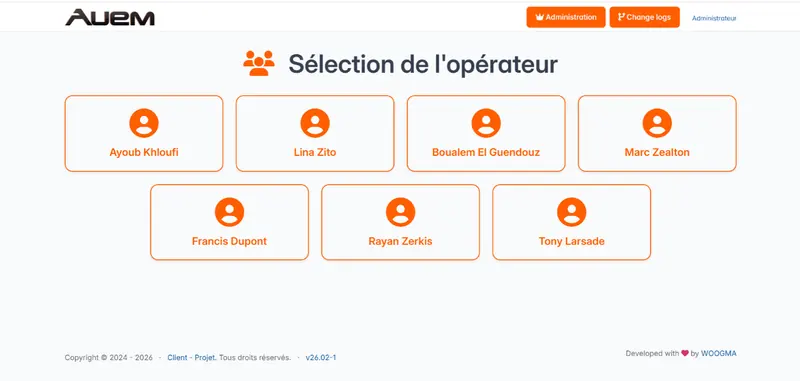 AUEM
Administration
Change logs
Administrateur
Sélection de l'opérateur
Ayoub Khloufi
Lina Zito
Boualem El Guendouz
Marc Zealton
Francis Dupont
Rayan Zerkis
Tony Larsade
Copyright © 2024 - 2026 - Client - Projet. Tous droits réservés. - v26.02-1
Developed with ❤ by WOOGMA